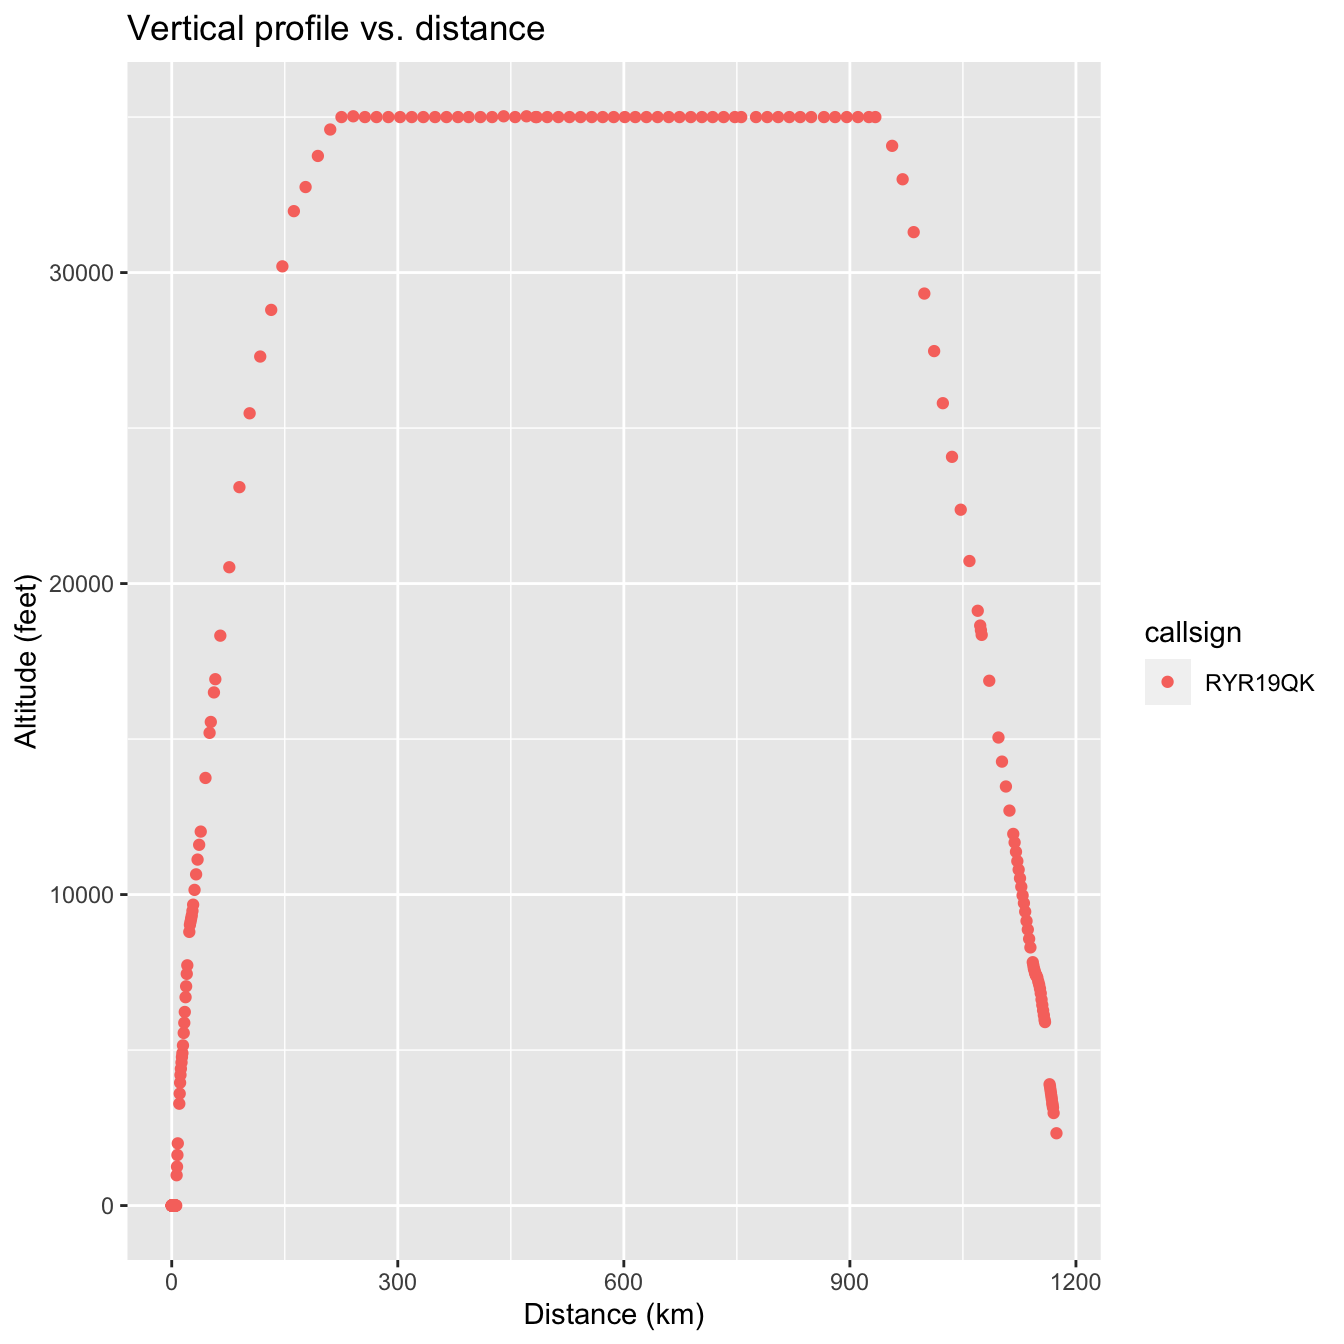 Vertical profile vs. distance
Altitude (feet)
30000
20000
10000
0
0 300 600 900 1200
Distance (km)
callsign
RYR19QK